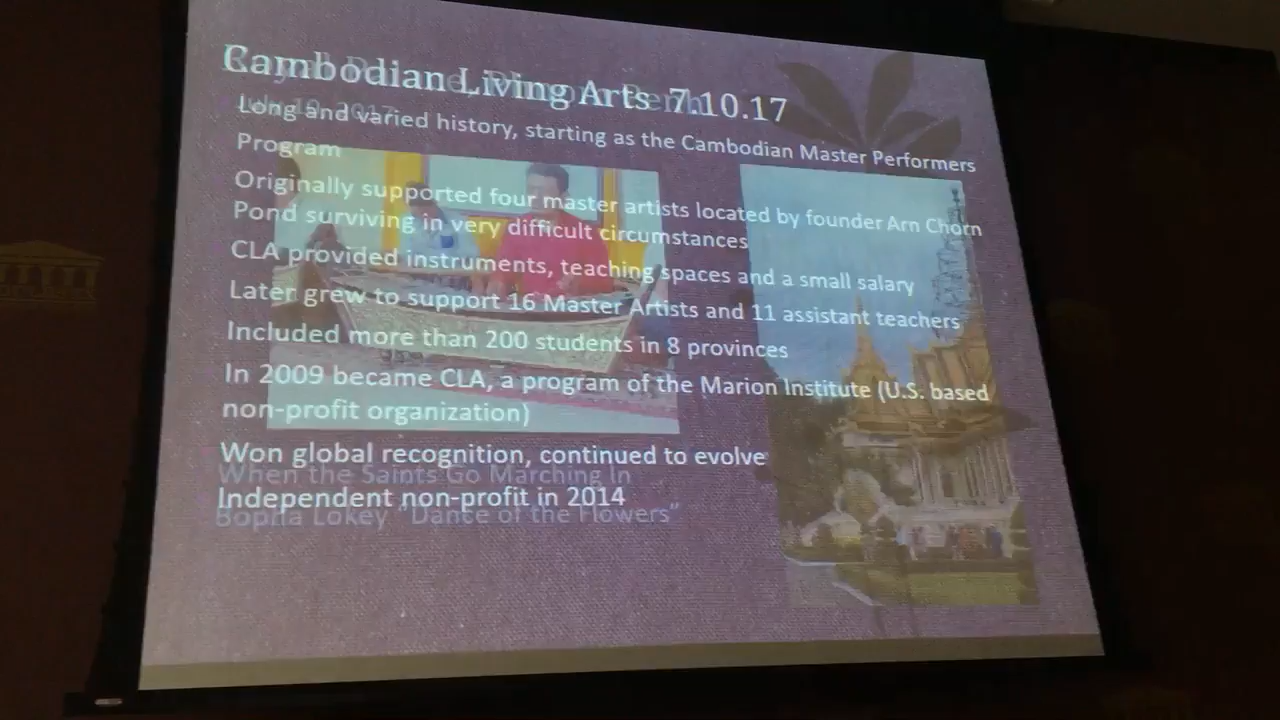 Cambodian Living Arts 7.10.17
July 10, 2017
Long and varied history, starting as the Cambodian Master Performers
Program
Originally supported four master artists located by founder Arn Chorn
Pond surviving in very difficult circumstances
CLA provided instruments, teaching spaces and a small salary
Later grew to support 16 Master Artists and 11 assistant teachers
Included more than 200 students in 8 provinces
In 2009 became CLA, a program of the Marion Institute (U.S. based
non-profit organization)
Won global recognition, continued to evolve
When the Saints Go Marching In
Independent non-profit in 2014
Bopha Lokey "Dance of the Flowers"